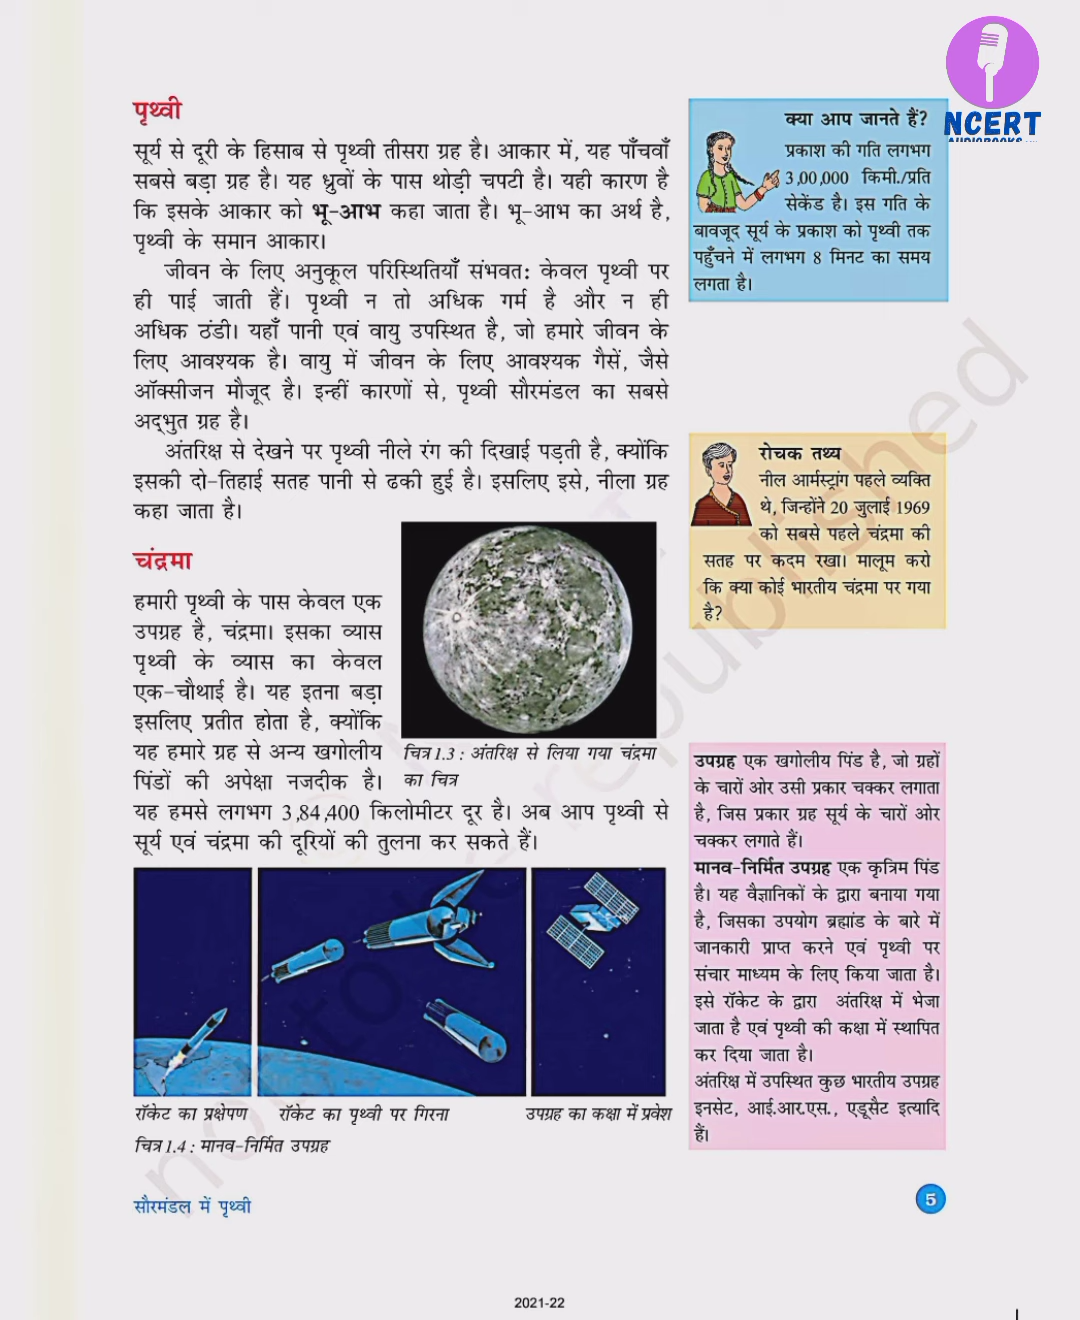 पृथ्वी
सूर्य से दूरी के हिसाब से पृथ्वी तीसरा ग्रह है। आकार में, यह पाँचवाँ
सबसे बड़ा ग्रह है। यह ध्रुवों के पास थोड़ी चपटी है। यही कारण है
कि इसके आकार को भू-आभ कहा जाता है। भू-आभ का अर्थ है,
पृथ्वी के समान आकार।
जीवन के लिए अनुकूल परिस्थितियाँ संभवत: केवल पृथ्वी पर
ही पाई जाती हैं। पृथ्वी न तो अधिक गर्म है और न ही
अधिक ठंडी। यहाँ पानी एवं वायु उपस्थित है, जो हमारे जीवन के
लिए आवश्यक है। वायु में जीवन के लिए आवश्यक गैसें, जैसे
ऑक्सीजन मौजूद है। इन्हीं कारणों से, पृथ्वी सौरमंडल का सबसे
अद्भुत ग्रह है।
अंतरिक्ष से देखने पर पृथ्वी नीले रंग की दिखाई पड़ती है, क्योंकि
इसकी दो-तिहाई सतह पानी से ढकी हुई है। इसलिए इसे, नीला ग्रह
कहा जाता है।
चंद्रमा
हमारी पृथ्वी के पास केवल एक
उपग्रह है, चंद्रमा। इसका व्यास
पृथ्वी के व्यास का केवल
एक-चौथाई है। यह इतना बड़ा
इसलिए प्रतीत होता है, क्योंकि
यह हमारे ग्रह से अन्य खगोलीय
पिंडों की अपेक्षा नजदीक है।
यह हमसे लगभग 3,84,400 किलोमीटर दूर है। अब आप पृथ्वी से
सूर्य एवं चंद्रमा की दूरियों की तुलना कर सकते हैं।
चित्र 1.3 : अंतरिक्ष से लिया गया चंद्रमा
का चित्र
रॉकेट का प्रक्षेपण
रॉकेट का पृथ्वी पर गिरना
उपग्रह का कक्षा में प्रवेश
चित्र 1.4 : मानव-निर्मित उपग्रह
NCERT
AUDIOBOOKS
क्या आप जानते हैं?
प्रकाश की गति लगभग
3,00,000 किमी./प्रति
सेकेंड है। इस गति के
बावजूद सूर्य के प्रकाश को पृथ्वी तक
पहुँचने में लगभग 8 मिनट का समय
लगता है।
रोचक तथ्य
नील आर्मस्ट्रांग पहले व्यक्ति
थे, जिन्होंने 20 जुलाई 1969
को सबसे पहले चंद्रमा की
सतह पर कदम रखा। मालूम करो
कि क्या कोई भारतीय चंद्रमा पर गया
है?
उपग्रह एक खगोलीय पिंड है, जो ग्रहों
के चारों ओर उसी प्रकार चक्कर लगाता
है, जिस प्रकार ग्रह सूर्य के चारों ओर
चक्कर लगाते हैं।
मानव-निर्मित उपग्रह एक कृत्रिम पिंड
है। यह वैज्ञानिकों के द्वारा बनाया गया
है, जिसका उपयोग ब्रह्मांड के बारे में
जानकारी प्राप्त करने एवं पृथ्वी पर
संचार माध्यम के लिए किया जाता है।
इसे रॉकेट के द्वारा अंतरिक्ष में भेजा
जाता है एवं पृथ्वी की कक्षा में स्थापित
कर दिया जाता है।
अंतरिक्ष में उपस्थित कुछ भारतीय उपग्रह
इनसेट, आई.आर.एस., एडूसैट इत्यादि
हैं।
सौरमंडल में पृथ्वी
5
2021-22